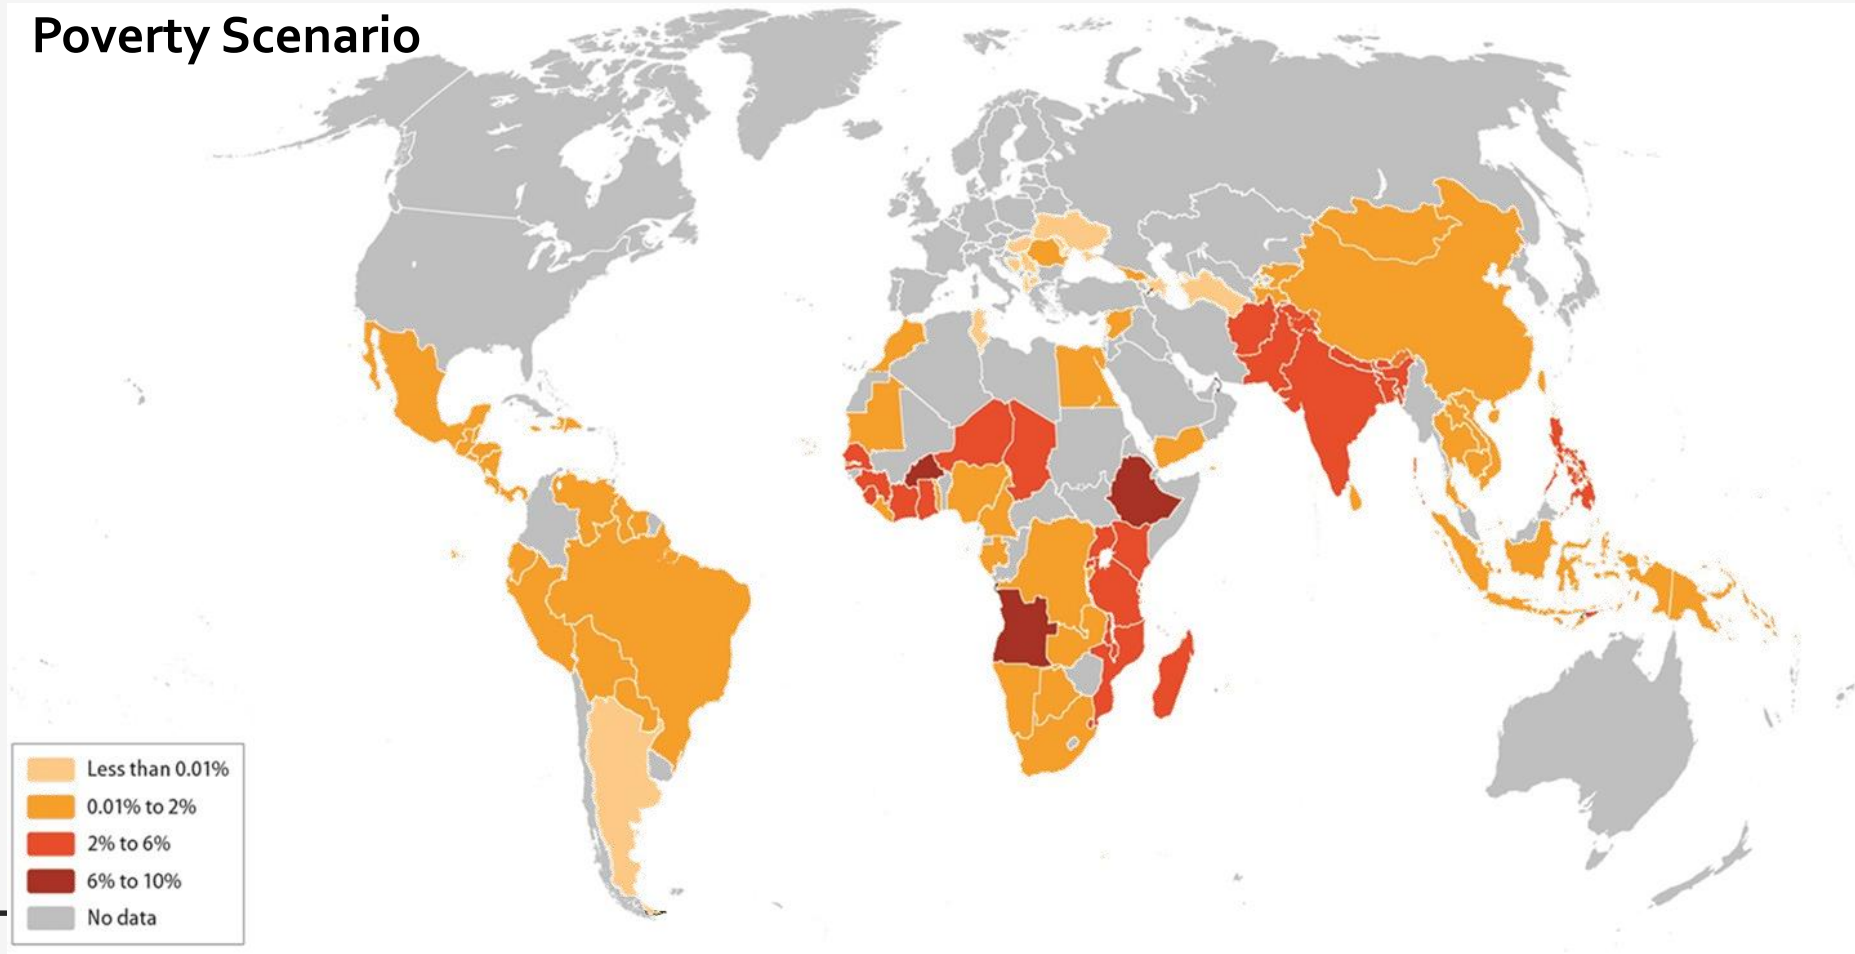 Poverty Scenario
Less than 0.01%
0.01% to 2%
2% to 6%
6% to 10%
No data